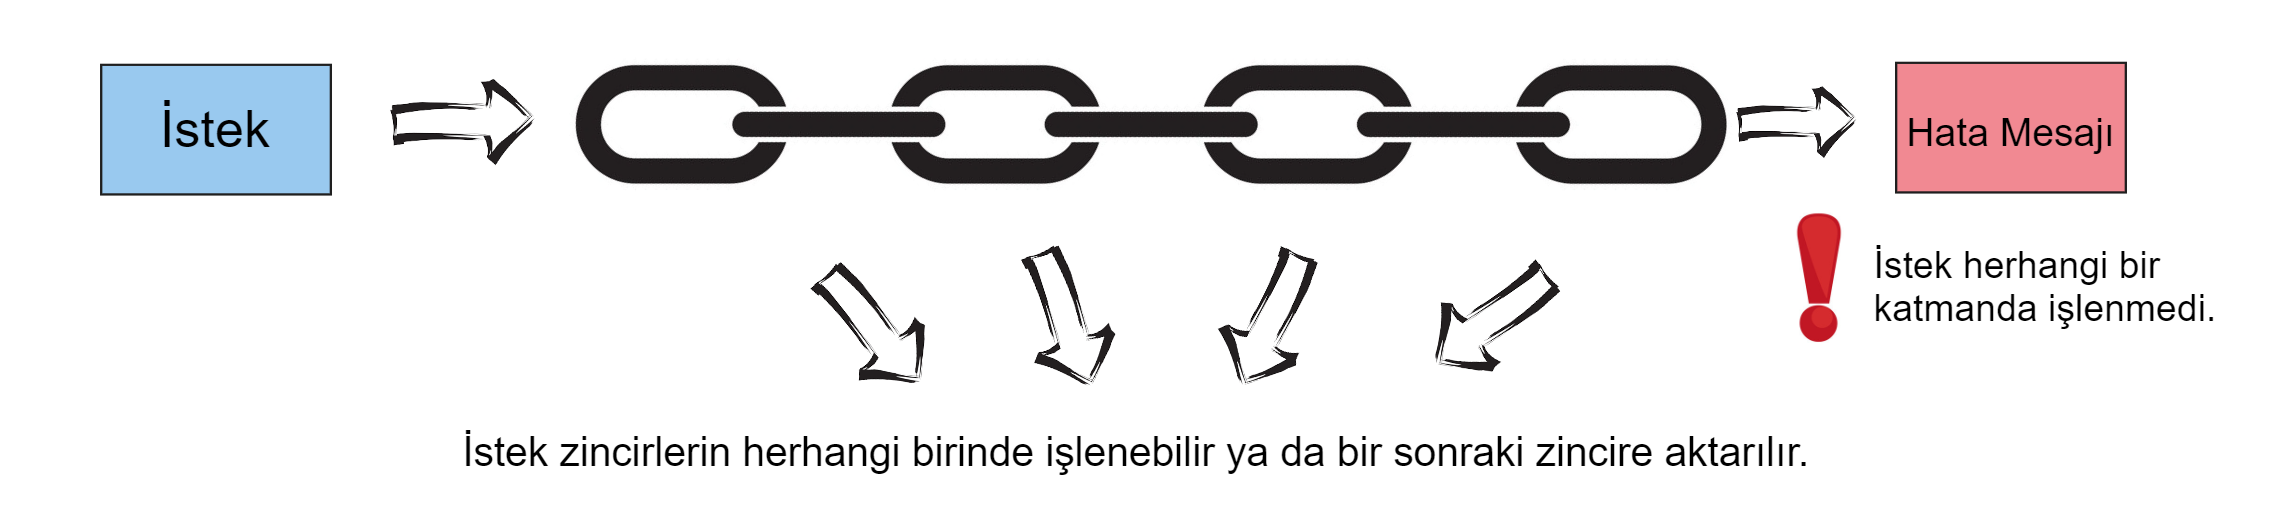 İstek
Hata Mesajı
İstek herhangi bir
katmanda işlenmedi.
İstek zincirlerin herhangi birinde işlenebilir ya da bir sonraki zincire aktarılır.